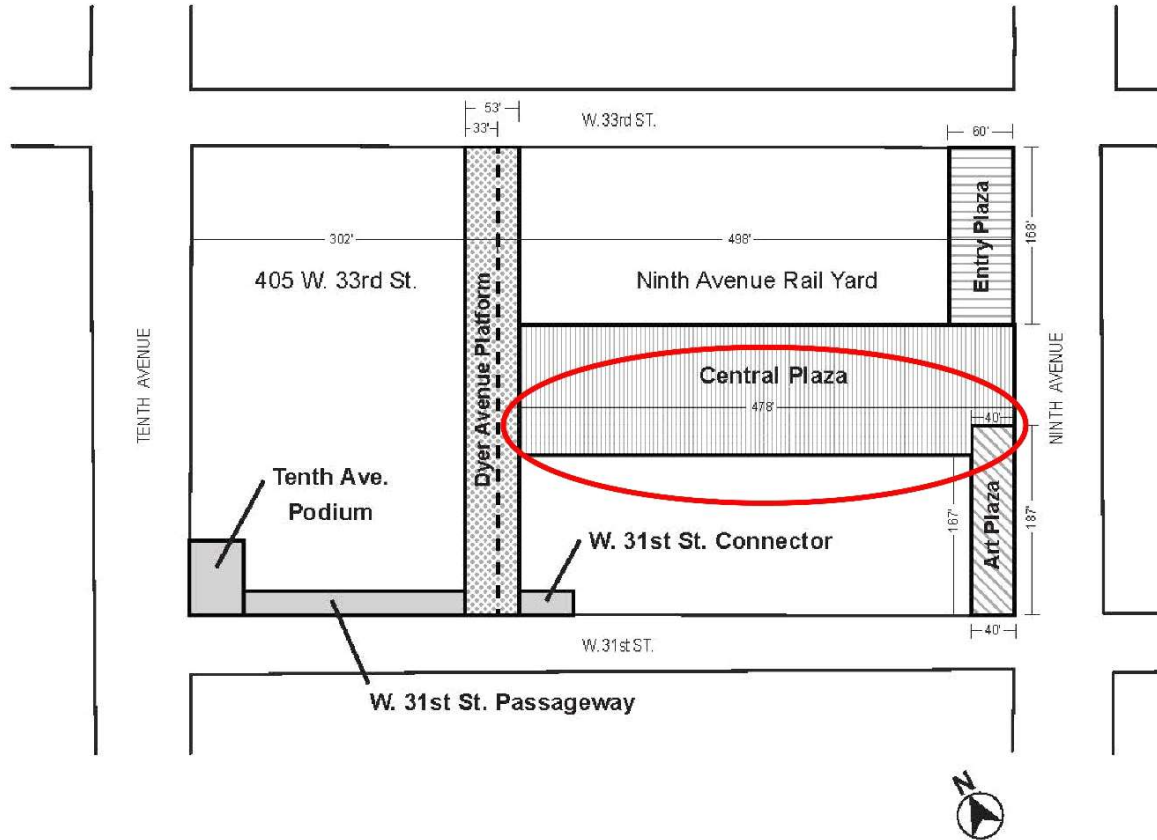 53'
33'
W. 33rd ST.
60'
302'
498'
168'
Entry Plaza
405 W. 33rd St.
Ninth Avenue Rail Yard
TENTH AVENUE
Dyer Avenue Platform
Central Plaza
478'
40'
NINTH AVENUE
Tenth Ave.
Podium
W. 31st St. Connector
167'
Art Plaza
187'
W. 31st ST.
40'
W. 31st St. Passageway
N